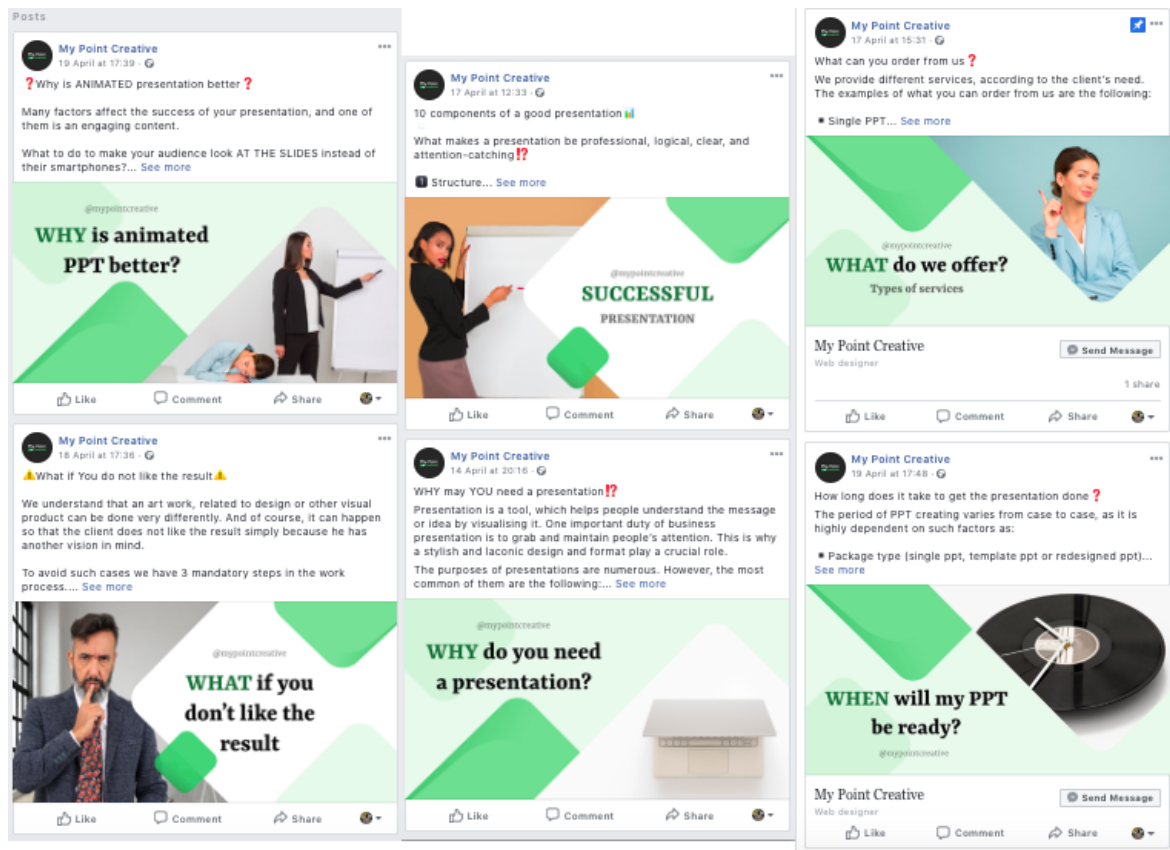 Posts
My Point Creative
19 April at 17:39 ·
❓Why is ANIMATED presentation better ❓
Many factors affect the success of your presentation, and one of
them is an engaging content.
What to do to make your audience look AT THE SLIDES instead of
their smartphones?... See more
@mypointcreative
WHY is animated
PPT better?
Like Comment Share
My Point Creative
18 April at 17:36 ·
⚠What if You do not like the result⚠
We understand that an art work, related to design or other visual
product can be done very differently. And of course, it can happen
so that the client does not like the result simply because he has
another vision in mind.
To avoid such cases we have 3 mandatory steps in the work
process.... See more
@mypointcreative
WHAT if you
don't like the
result
Like Comment Share
My Point Creative
17 April at 12:33 ·
10 components of a good presentation📊
What makes a presentation be professional, logical, clear, and
attention-catching⁉
1 Structure... See more
@mypointcreative
SUCCESSFUL
PRESENTATION
Like Comment Share
My Point Creative
14 April at 20:16 ·
WHY may YOU need a presentation⁉
Presentation is a tool, which helps people understand the message
or idea by visualising it. One important duty of business
presentation is to grab and maintain people's attention. This is why
a stylish and laconic design and format play a crucial role.
The purposes of presentations are numerous. However, the most
common of them are the following:... See more
@mypointcreative
WHY do you need
a presentation?
Like Comment Share
My Point Creative
17 April at 15:31 ·
What can you order from us ❓
We provide different services, according to the client's need.
The examples of what you can order from us are the following:
▪ Single PPT... See more
@mypointcreative
WHAT do we offer?
Types of services
My Point Creative
Send Message
Web designer
1 share
Like Comment Share
My Point Creative
19 April at 17:48 ·
How long does it take to get the presentation done ❓
The period of PPT creating varies from case to case, as it is
highly dependent on such factors as:
▪ Package type (single ppt, template ppt or redesigned ppt)...
See more
WHEN will my PPT
be ready?
@mypointcreative
My Point Creative
Send Message
Web designer
Like Comment Share